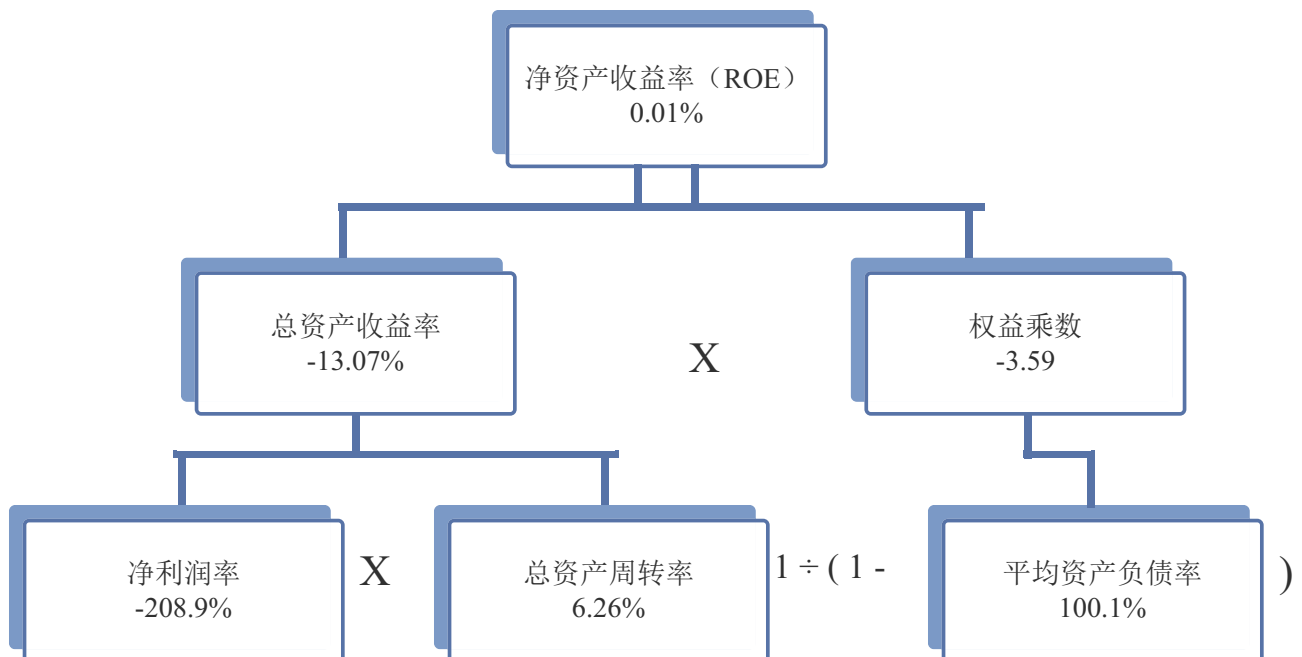 净资产收益率（ROE）
0.01%
总资产收益率
-13.07%
X
权益乘数
-3.59
净利润率
-208.9%
X
总资产周转率
6.26%
1 ÷ ( 1 -
平均资产负债率
100.1%
)